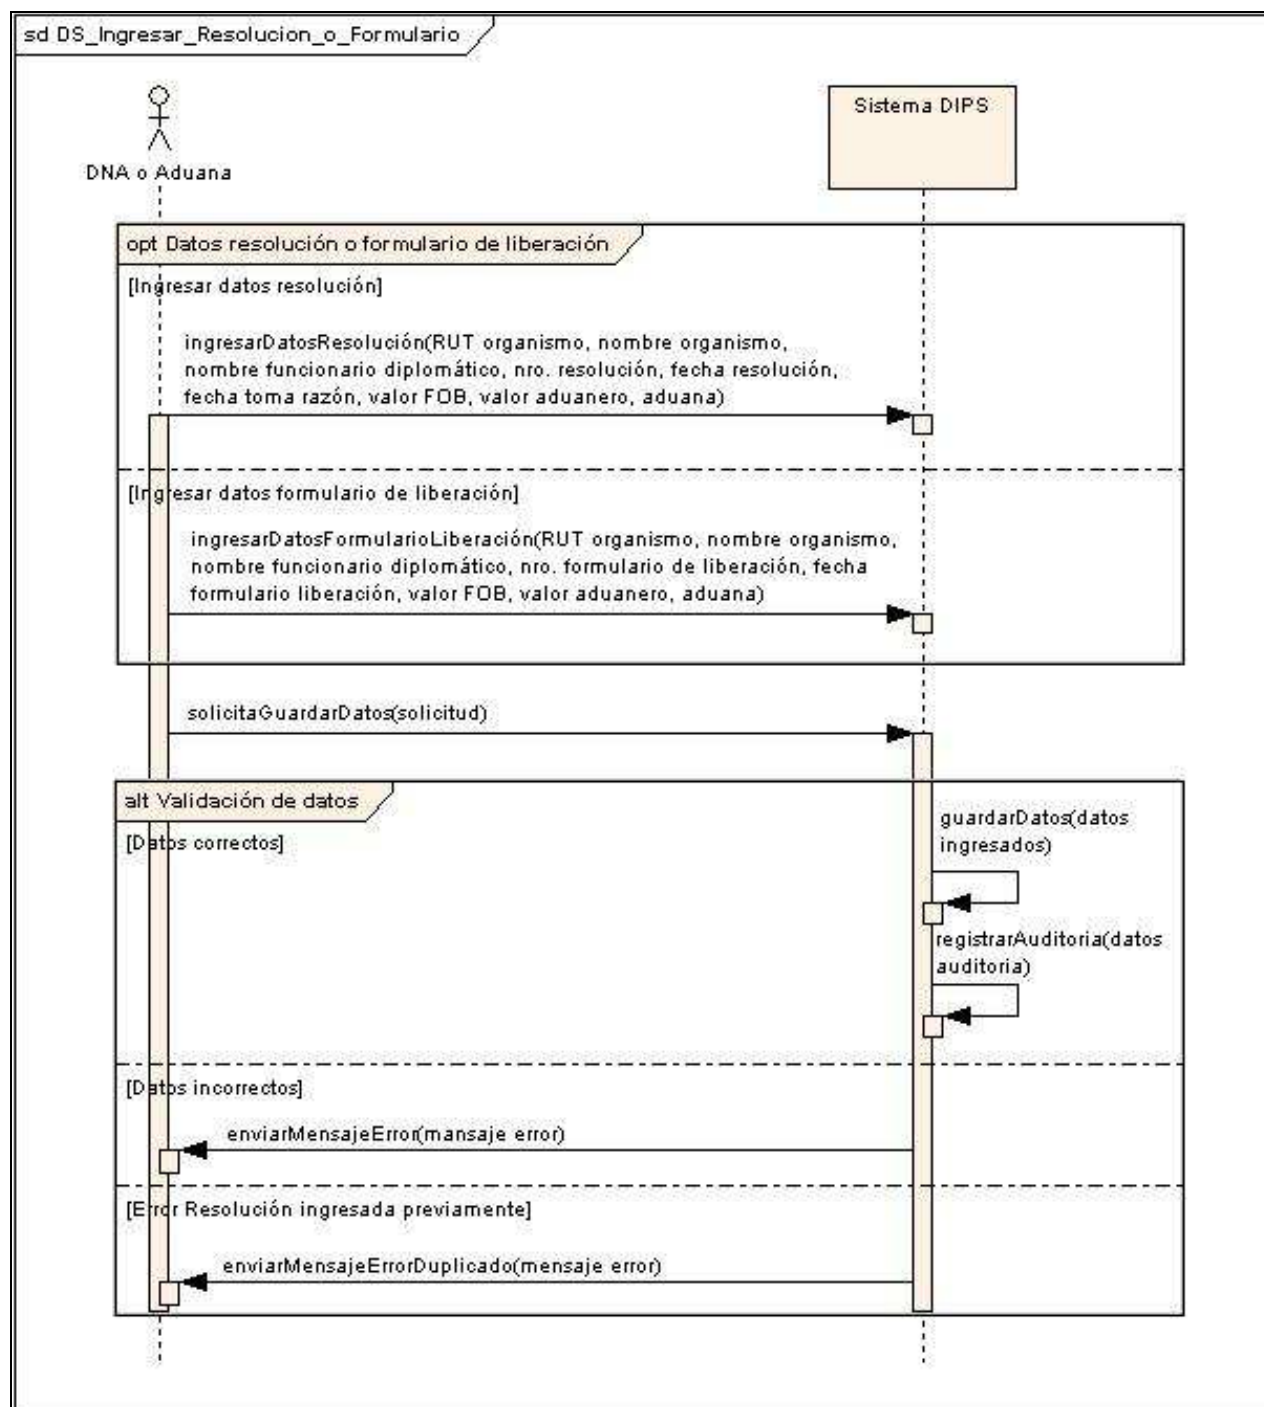 sd DS_Ingresar_Resolucion_o_Formulario
DNA o Aduana
Sistema DIPS
opt Datos resolución o formulario de liberación
[Ingresar datos resolución]
ingresarDatosResolución(RUT organismo, nombre organismo,
nombre funcionario diplomático, nro. resolución, fecha resolución,
fecha toma razón, valor FOB, valor aduanero, aduana)
[Ingresar datos formulario de liberación]
ingresarDatosFormularioLiberación(RUT organismo, nombre organismo,
nombre funcionario diplomático, nro. formulario de liberación, fecha
formulario liberación, valor FOB, valor aduanero, aduana)
solicitaGuardarDatos(solicitud)
alt Validación de datos
[Datos correctos]
guardarDatos(datos
ingresados)
registrarAuditoria(datos
auditoria)
[Datos incorrectos]
enviarMensajeError(mansaje error)
[Error Resolución ingresada previamente]
enviarMensajeErrorDuplicado(mensaje error)